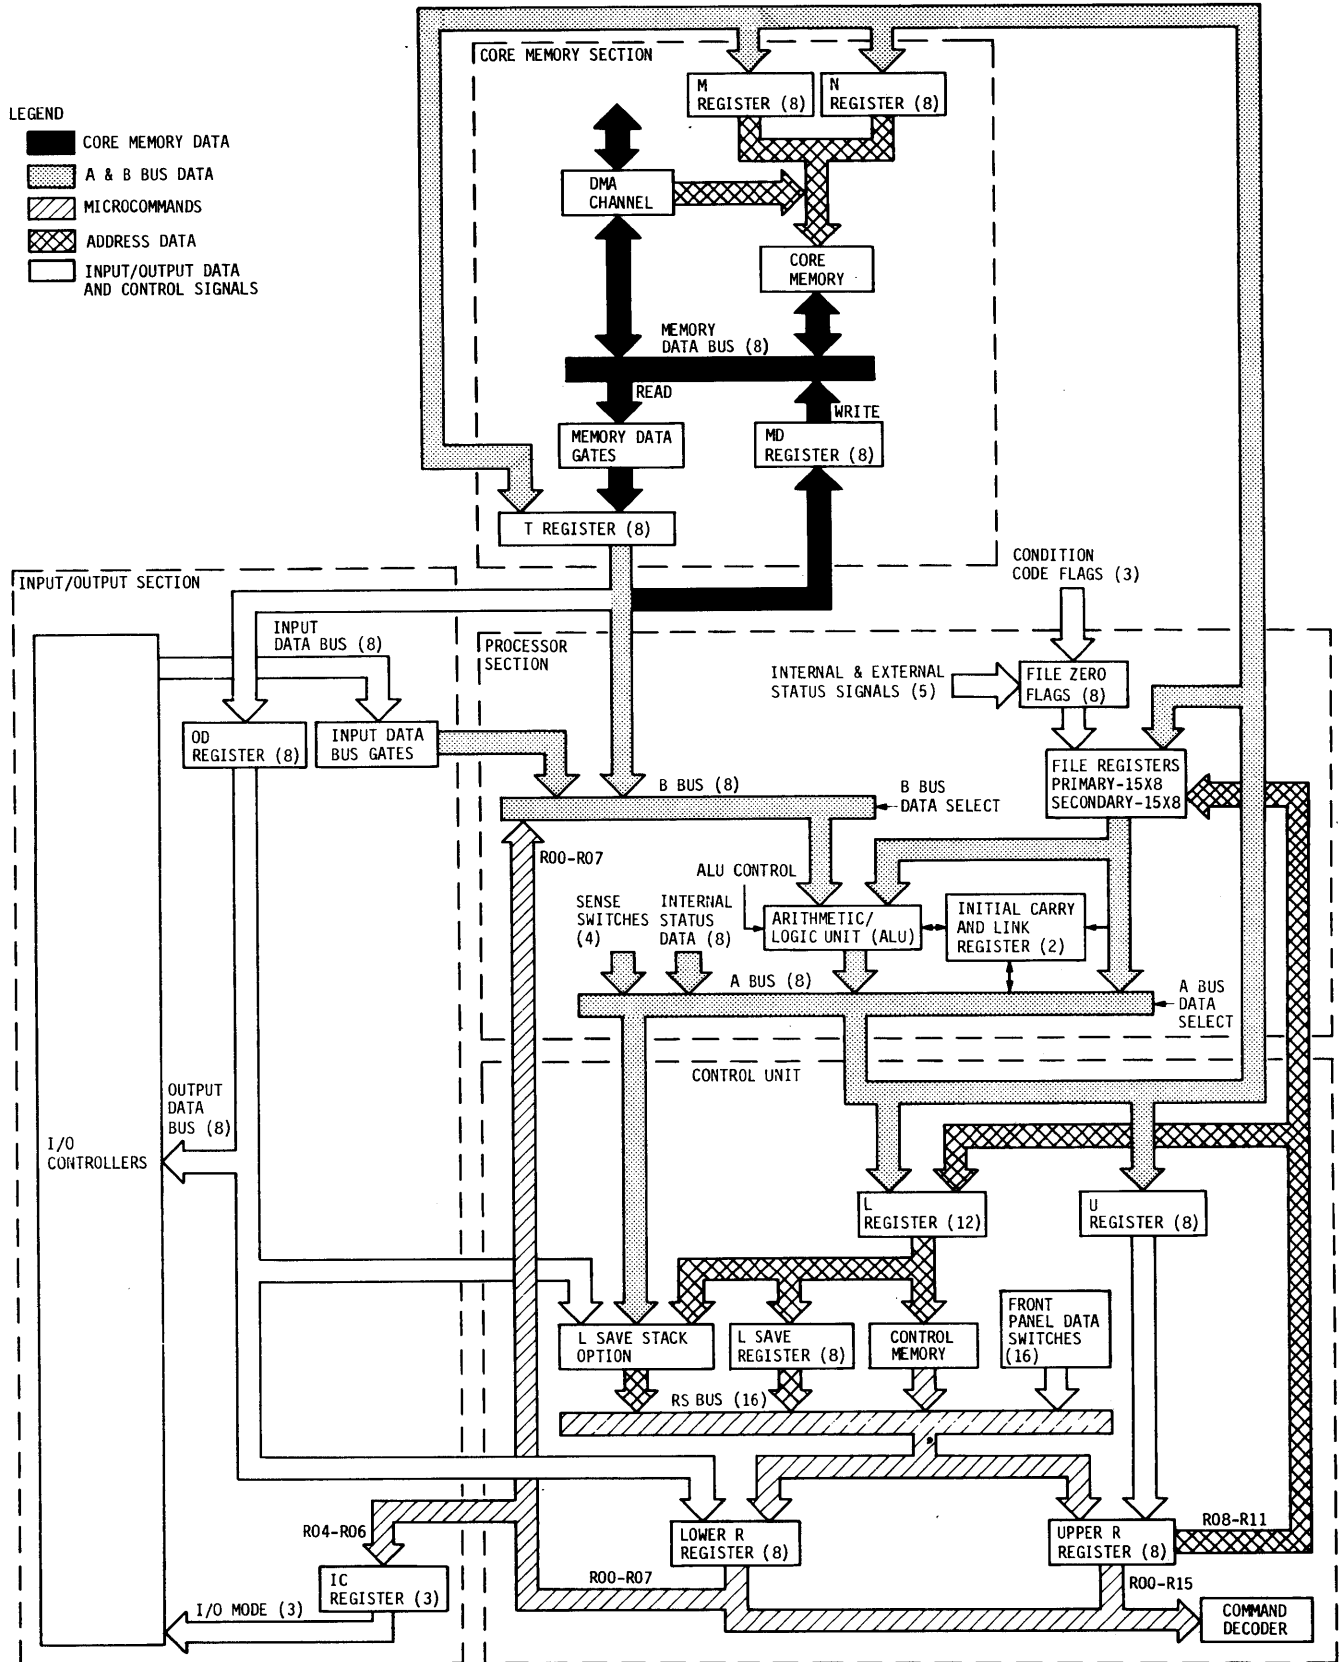 CORE MEMORY SECTION
M
REGISTER (8)
N
REGISTER (8)
LEGEND
CORE MEMORY DATA
A & B BUS DATA
MICROCOMMANDS
ADDRESS DATA
INPUT/OUTPUT DATA
AND CONTROL SIGNALS
DMA
CHANNEL
CORE
MEMORY
MEMORY
DATA BUS (8)
READ
WRITE
MEMORY DATA
GATES
MD
REGISTER (8)
T REGISTER (8)
CONDITION
CODE FLAGS (3)
INPUT/OUTPUT SECTION
INPUT
DATA BUS (8)
PROCESSOR
SECTION
INTERNAL & EXTERNAL
STATUS SIGNALS (5)
FILE ZERO
FLAGS (8)
OD
REGISTER (8)
INPUT DATA
BUS GATES
FILE REGISTERS
PRIMARY-15X8
SECONDARY-15X8
B BUS (8)
B BUS
DATA SELECT
R00-R07
ALU CONTROL
SENSE
SWITCHES
(4)
INTERNAL
STATUS
DATA (8)
ARITHMETIC/
LOGIC UNIT (ALU)
INITIAL CARRY
AND LINK
REGISTER (2)
A BUS (8)
A BUS
DATA
SELECT
CONTROL UNIT
OUTPUT
DATA
BUS (8)
I/O
CONTROLLERS
L
REGISTER (12)
U
REGISTER (8)
L SAVE STACK
OPTION
L SAVE
REGISTER (8)
CONTROL
MEMORY
FRONT
PANEL DATA
SWITCHES
(16)
RS BUS (16)
R04-R06
LOWER R
REGISTER (8)
UPPER R
REGISTER (8)
R08-R11
IC
REGISTER (3)
R00-R07
R00-R15
I/O MODE (3)
COMMAND
DECODER